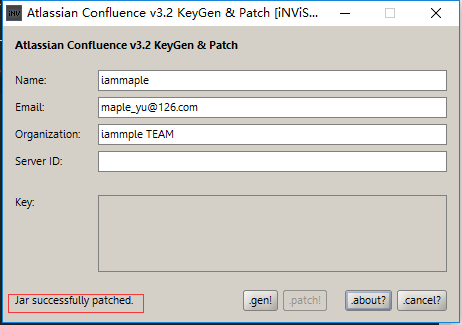 iNV Atlassian Confluence v3.2 KeyGen & Patch [iNViS...
Atlassian Confluence v3.2 KeyGen & Patch
Name: iammaple
Email: maple_yu@126.com
Organization: iammple TEAM
Server ID:
Key:
Jar successfully patched. .gen! .patch! .about? .cancel?